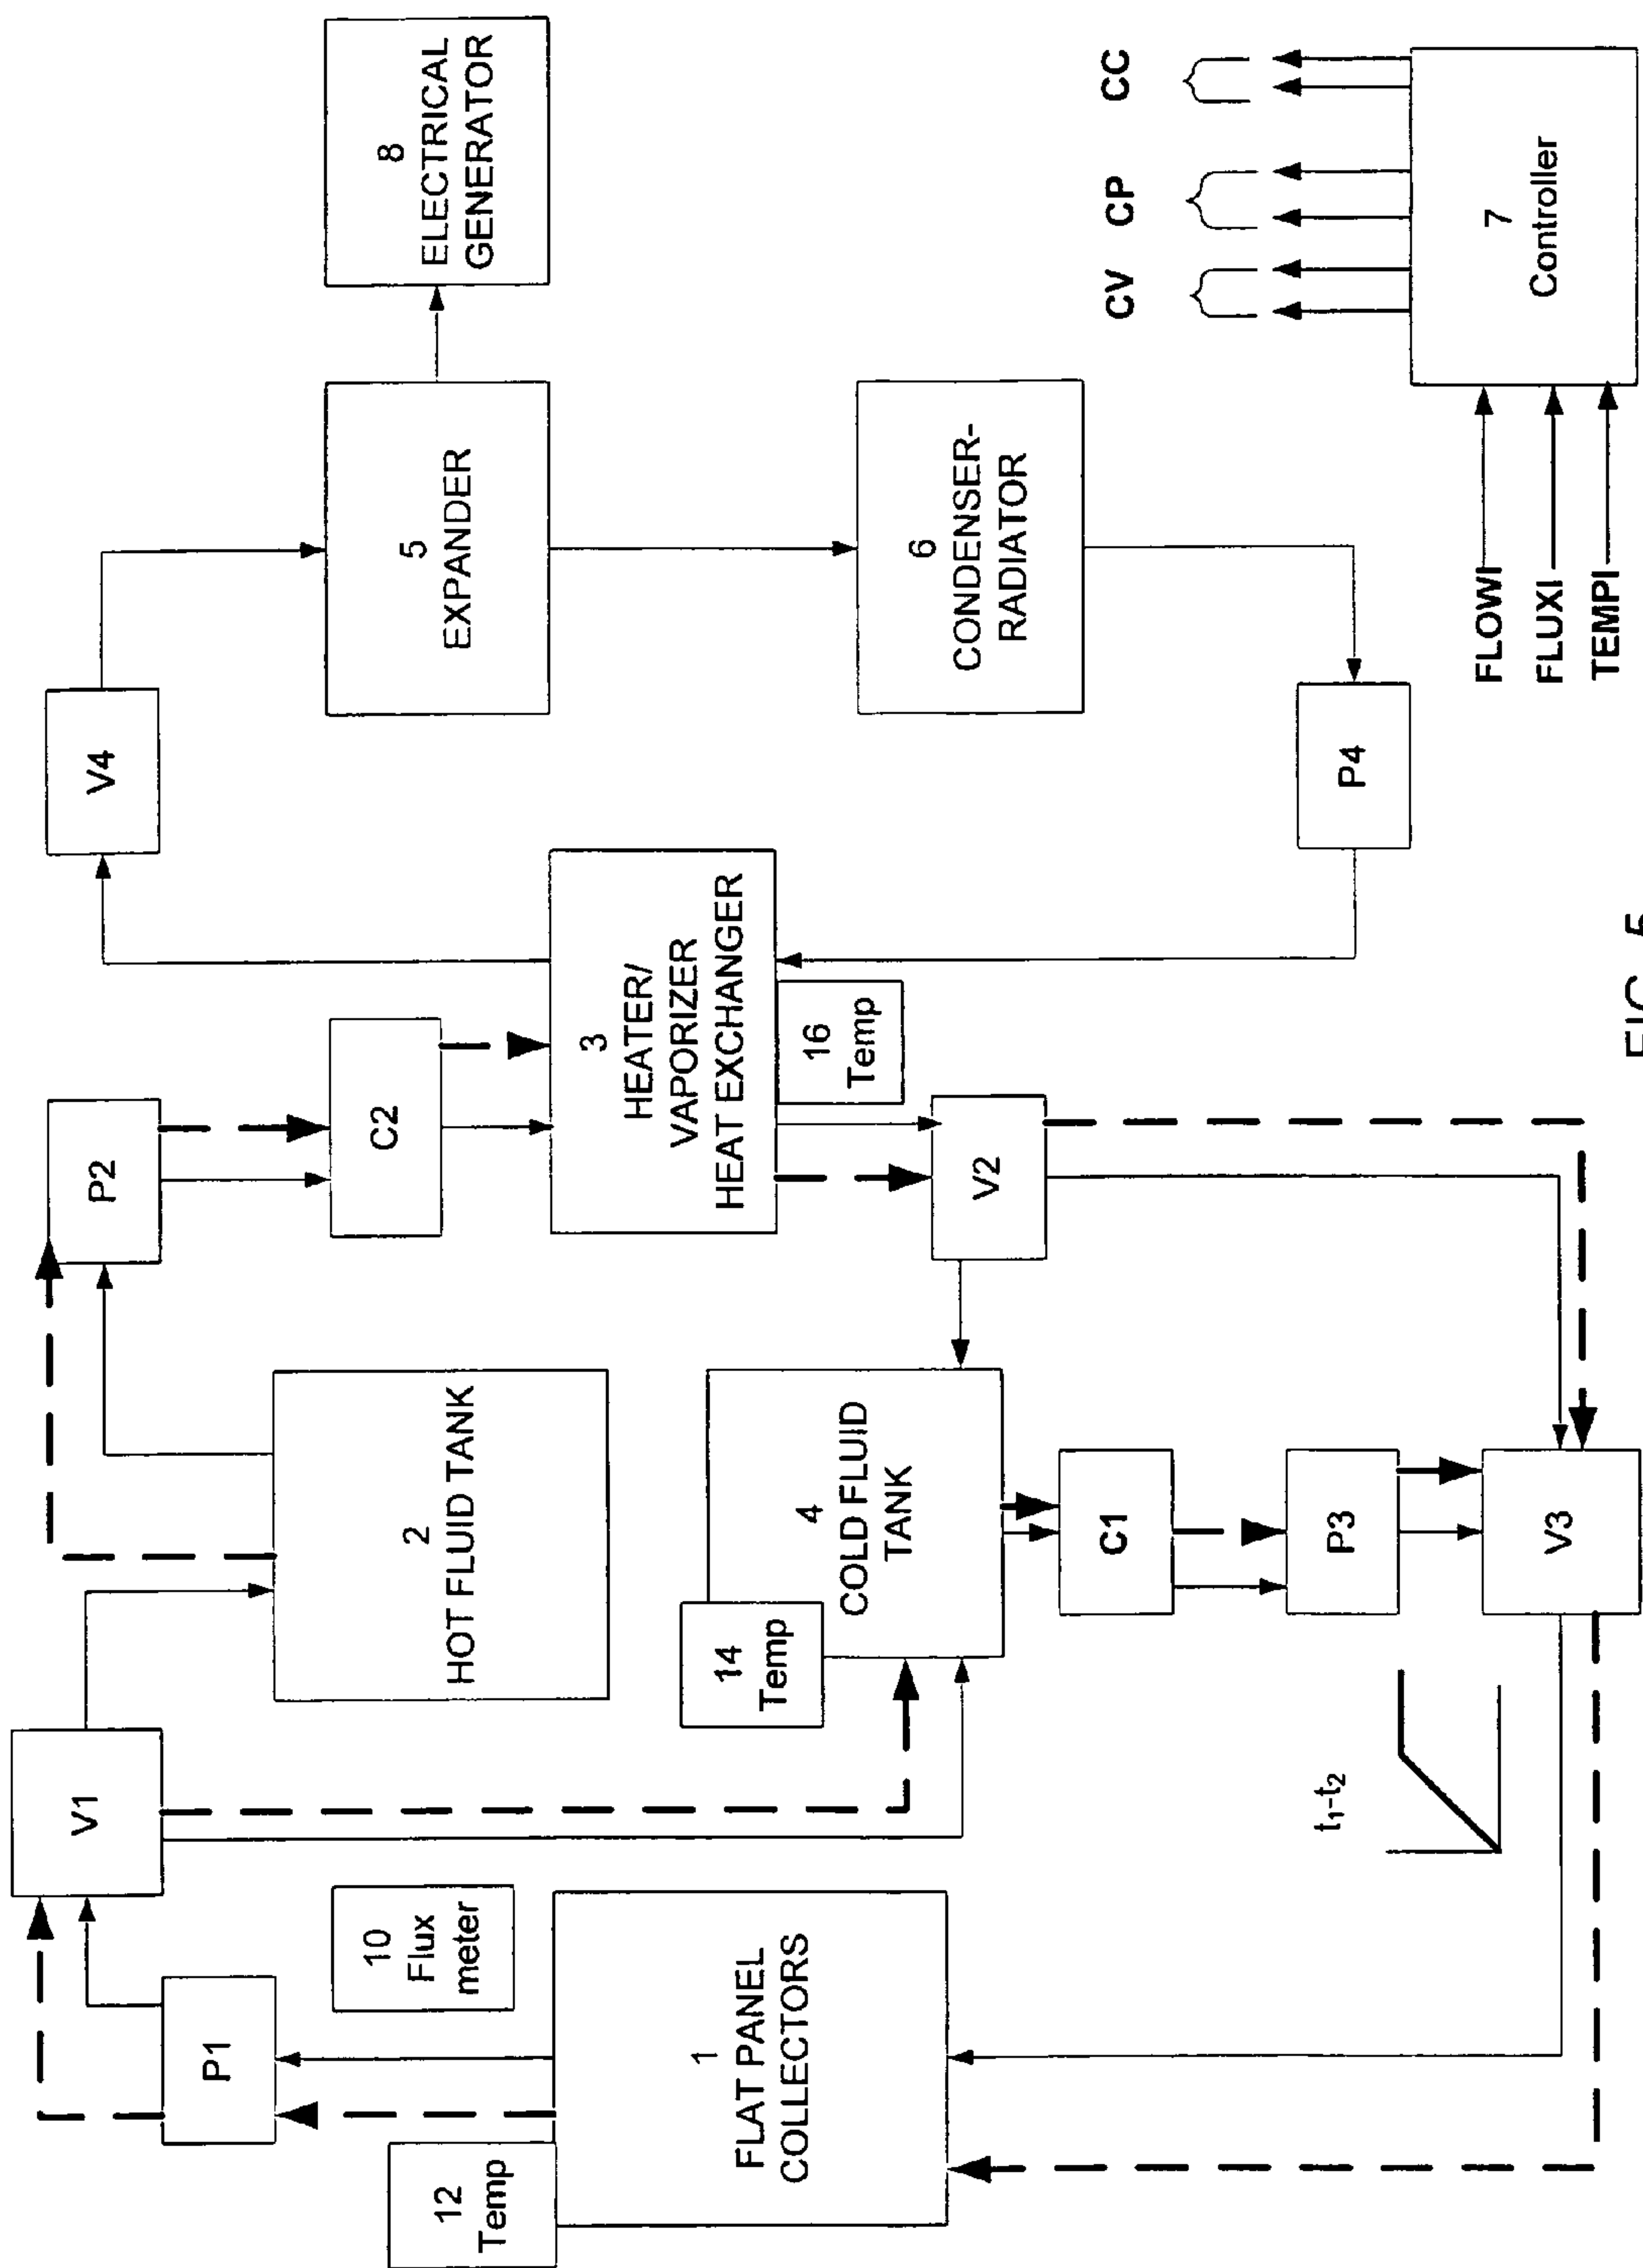 V1
P2
V4
P1
2
HOT FLUID TANK
C2
5
EXPANDER
8
ELECTRICAL
GENERATOR
10
Flux
meter
12
Temp
1
FLAT PANEL
COLLECTORS
14
Temp
4
COLD FLUID
TANK
3
HEATER/
VAPORIZER
HEAT EXCHANGER
16
Temp
6
CONDENSER-
RADIATOR
V2
C1
t₁-t₂
P3
P4
V3
CV CP CC
FLOWI
FLUXI
TEMPI
7
Controller
FIG. 5